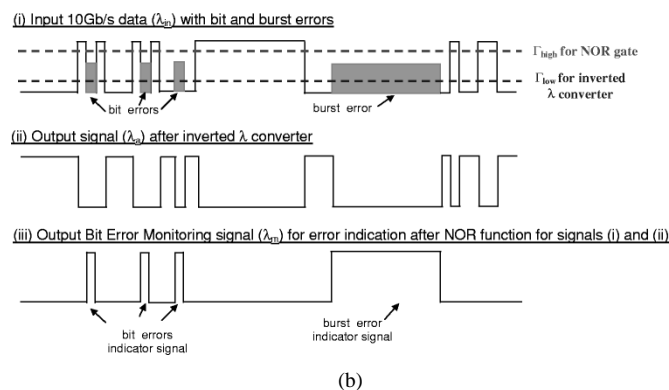 (i) Input 10Gb/s data (λin) with bit and burst errors
Γhigh for NOR gate
Γlow for inverted
λ converter
bit errors
burst error
(ii) Output signal (λa) after inverted λ converter
(iii) Output Bit Error Monitoring signal (λm) for error indication after NOR function for signals (i) and (ii)
bit errors
indicator signal
burst error
indicator signal
(b)